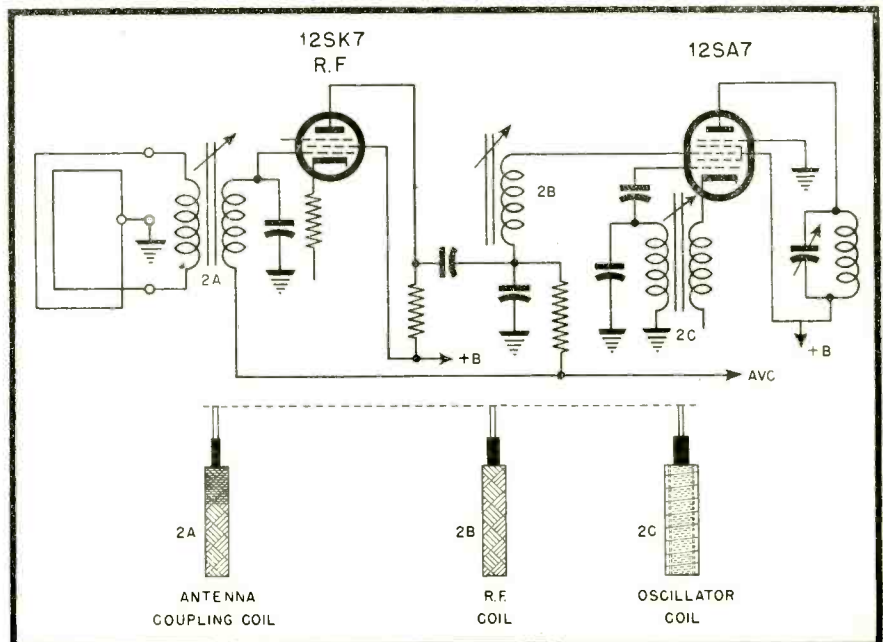 12SK7
R.F
12SA7
2A
2B
2C
+B
+B
AVC
2A
2B
2C
ANTENNA
COUPLING COIL
R.F.
COIL
OSCILLATOR
COIL